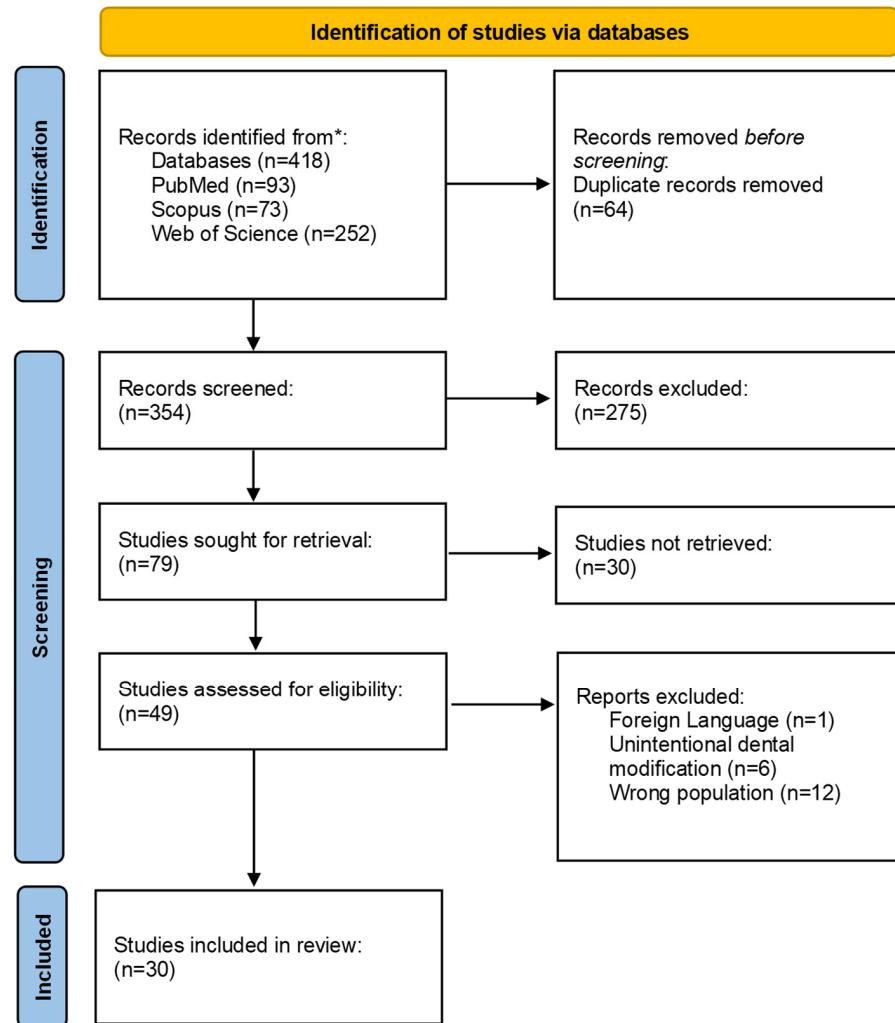 Identification of studies via databases
Identification
Records identified from*:
Databases (n=418)
PubMed (n=93)
Scopus (n=73)
Web of Science (n=252)
Records removed before
screening:
Duplicate records removed
(n=64)
Screening
Records screened:
(n=354)
Records excluded:
(n=275)
Studies sought for retrieval:
(n=79)
Studies not retrieved:
(n=30)
Studies assessed for eligibility:
(n=49)
Reports excluded:
Foreign Language (n=1)
Unintentional dental
modification (n=6)
Wrong population (n=12)
Included
Studies included in review:
(n=30)